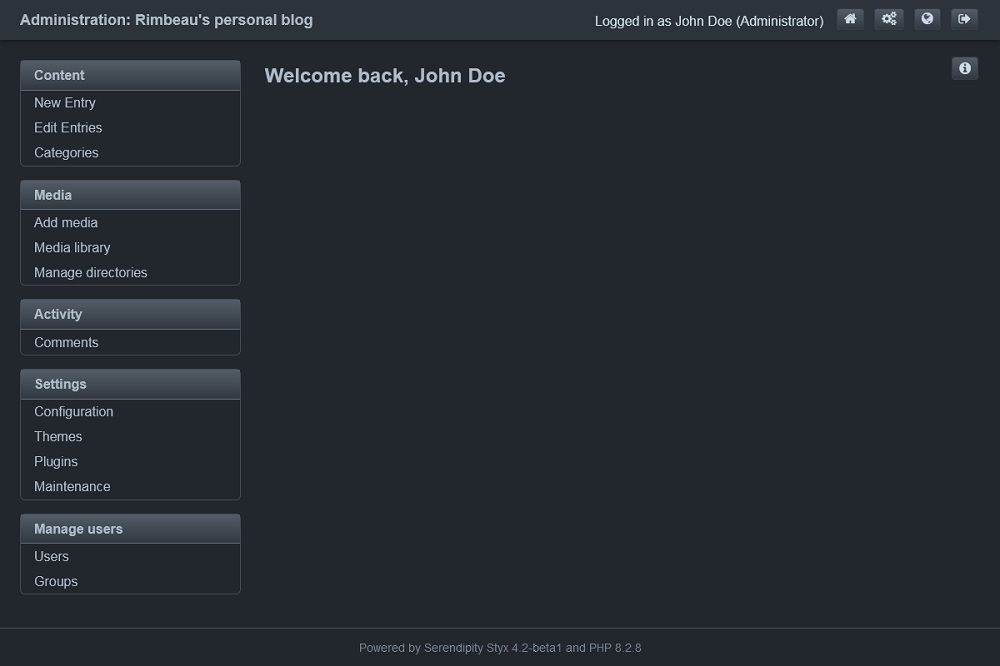 Administration: Rimbeau's personal blog
Logged in as John Doe (Administrator)
Content
New Entry
Edit Entries
Categories
Media
Add media
Media library
Manage directories
Activity
Comments
Settings
Configuration
Themes
Plugins
Maintenance
Manage users
Users
Groups
Welcome back, John Doe
Powered by Serendipity Styx 4.2-beta1 and PHP 8.2.8